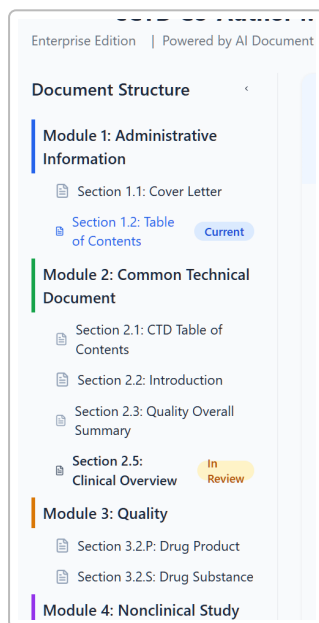 Enterprise Edition | Powered by AI Document
Document Structure ‹
Module 1: Administrative
Information
Section 1.1: Cover Letter
Section 1.2: Table
of Contents
Current
Module 2: Common Technical
Document
Section 2.1: CTD Table of
Contents
Section 2.2: Introduction
Section 2.3: Quality Overall
Summary
Section 2.5:
Clinical Overview
In
Review
Module 3: Quality
Section 3.2.P: Drug Product
Section 3.2.S: Drug Substance
Module 4: Nonclinical Study